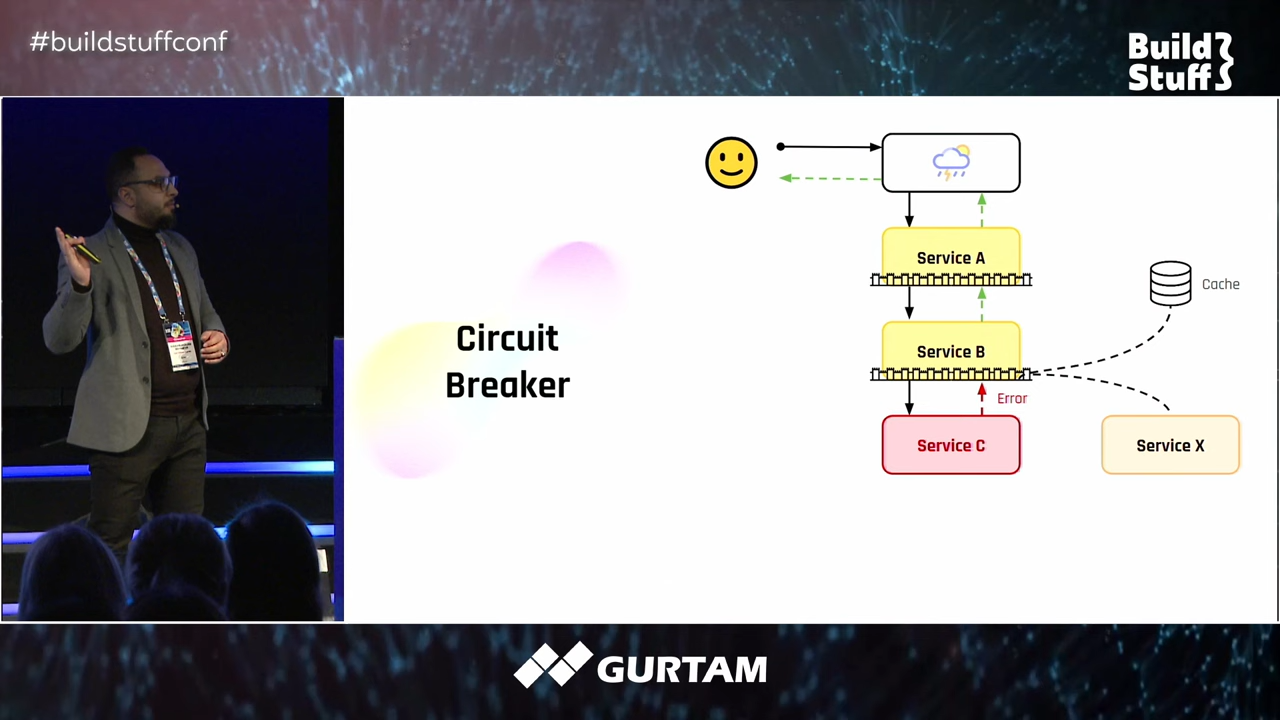 #buildstuffconf
Build
Stuff
Circuit
Breaker
Service A
Cache
Service B
Error
Service C
Service X
GURTAM